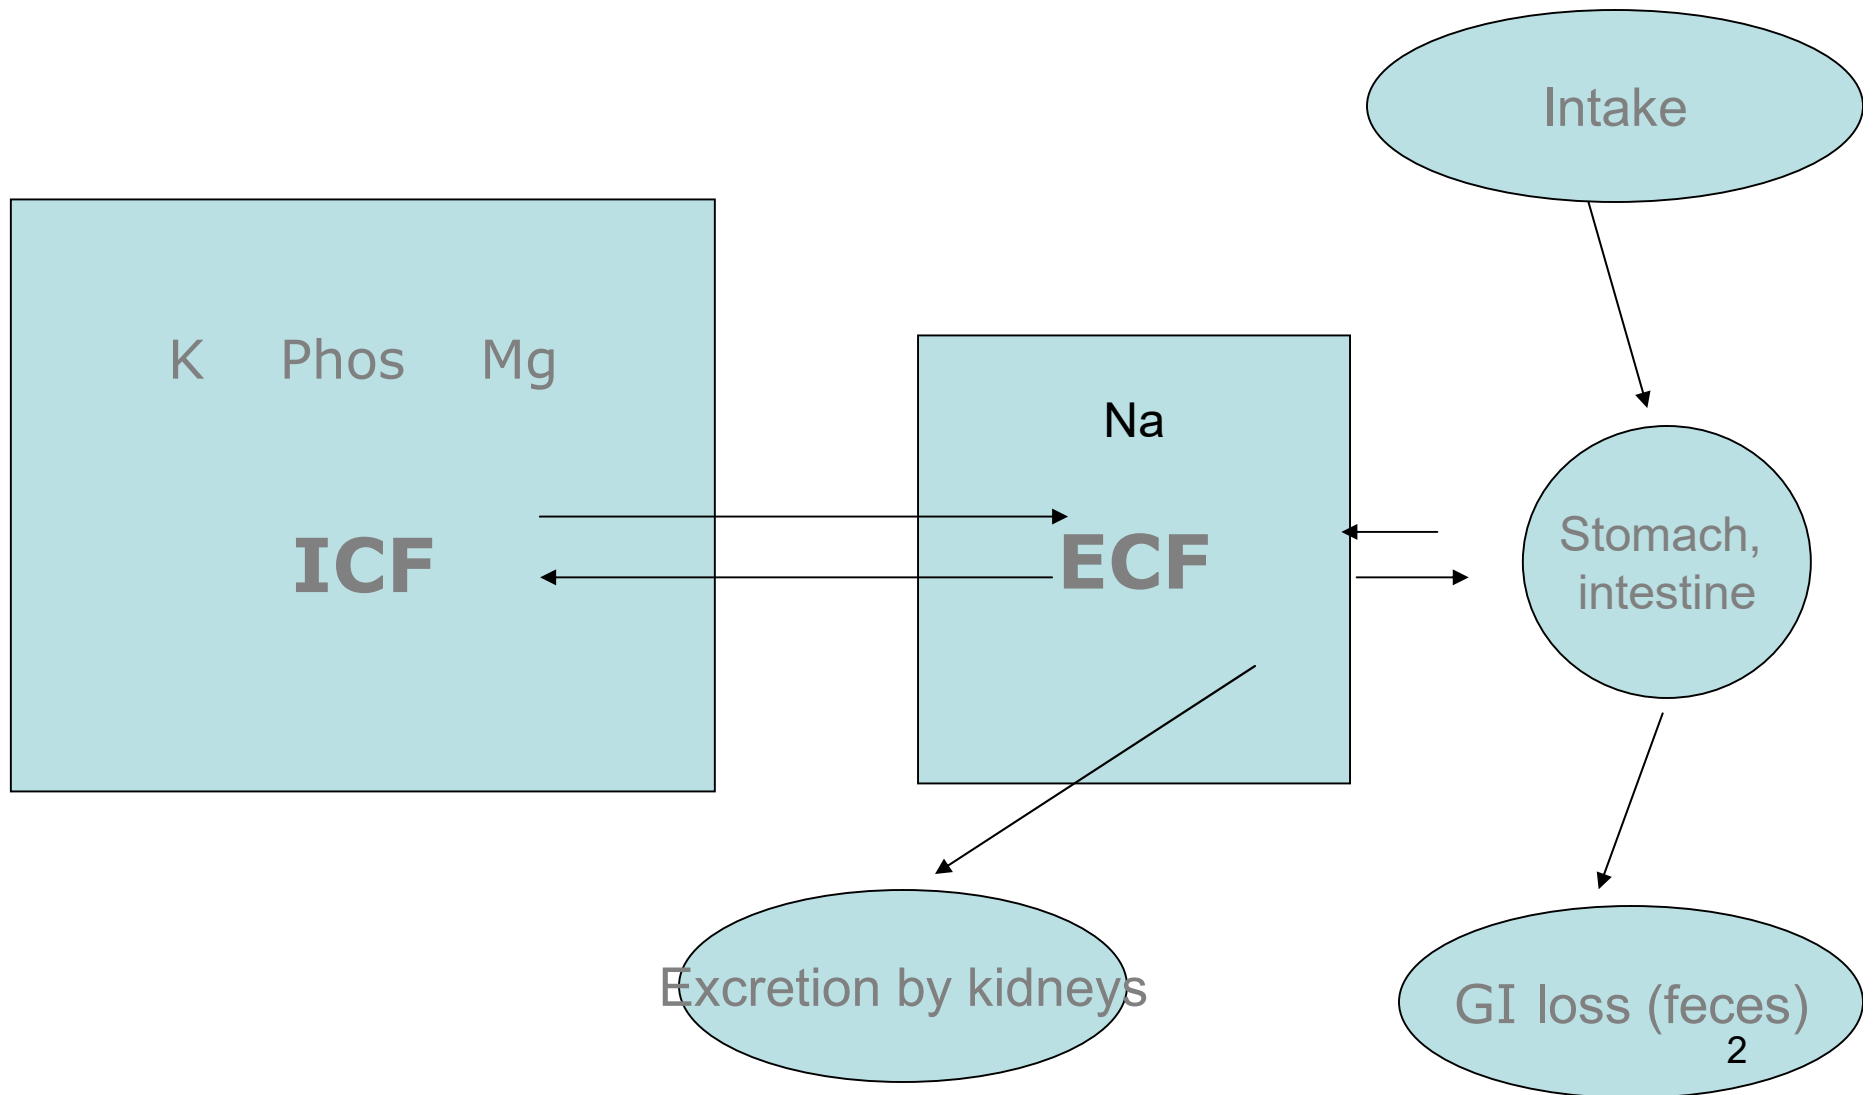 Intake
K Phos Mg
Na
ICF
ECF
Stomach,
intestine
Excretion by kidneys
GI loss (feces)
2